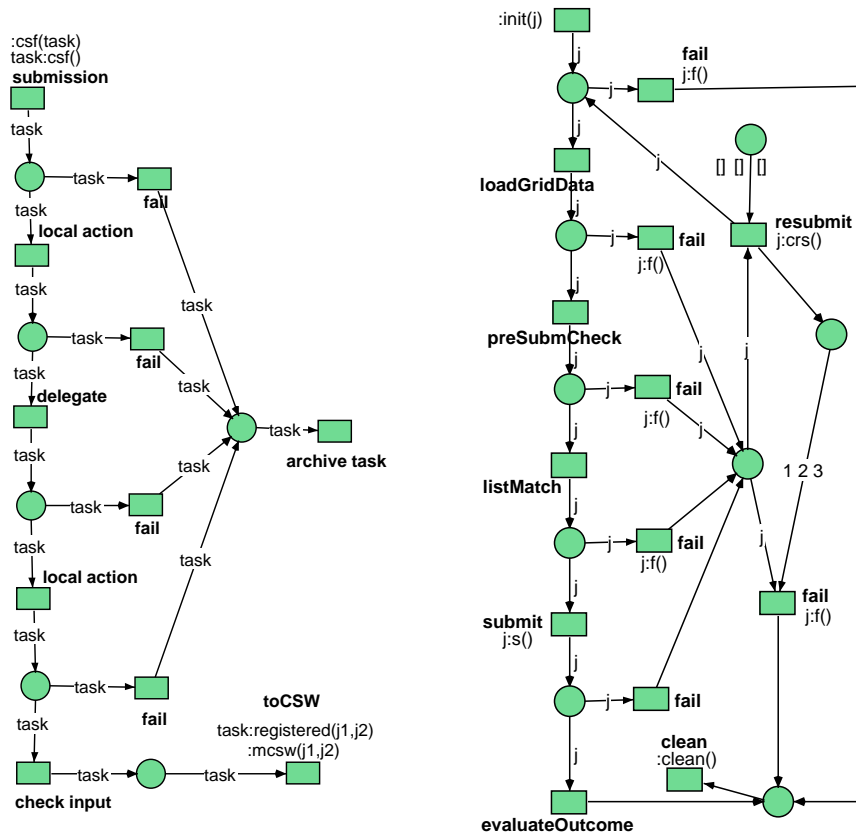 :csf(task)
task:csf()
submission
task
task
fail
task
local action
task
task
task
fail
task
task
delegate
task
task
archive task
task
task
fail
task
local action
task
task
task
fail
task
toCSW
task:registered(j1,j2)
:mcsw(j1,j2)
task
task
check input
:init(j)
j
fail
j:f()
j
j
j
[] [] []
loadGridData
j
resubmit
j:crs()
j
fail
j:f()
j
j
preSubmCheck
j
j
j
fail
j:f()
j
j
1 2 3
listMatch
j
j
fail
j:f()
j
j
fail
j:f()
submit
j:s()
j
j
fail
j
clean
:clean()
evaluateOutcome